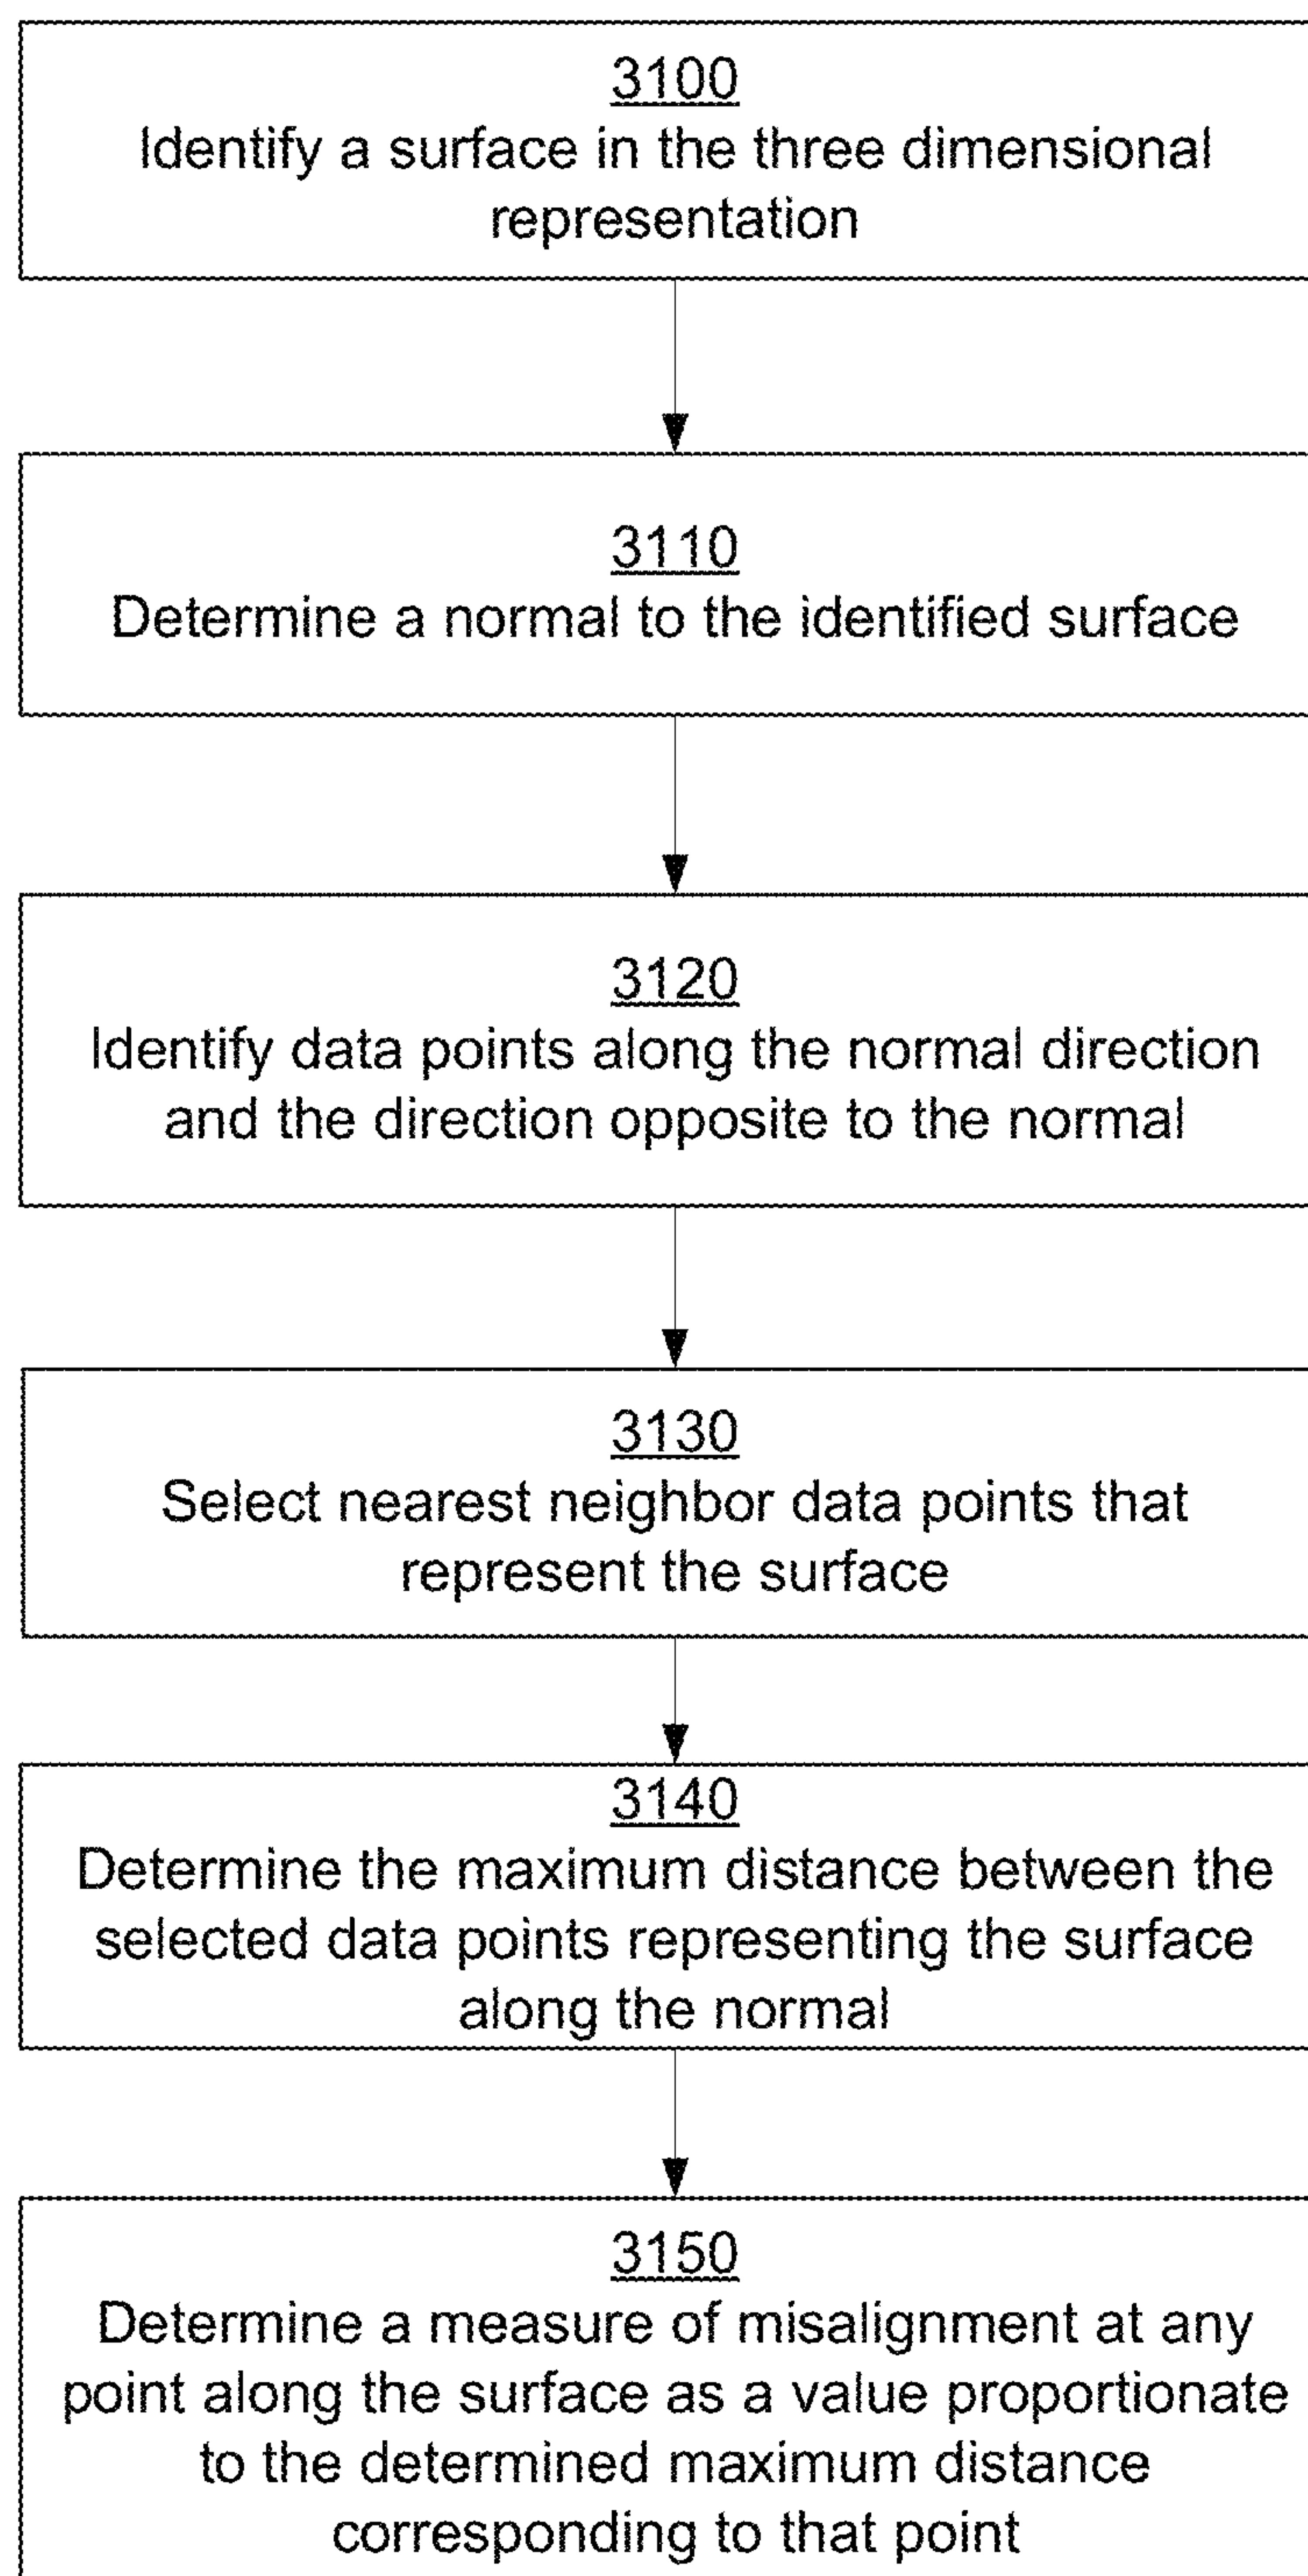 3100
Identify a surface in the three dimensional
representation
3110
Determine a normal to the identified surface
3120
Identify data points along the normal direction
and the direction opposite to the normal
3130
Select nearest neighbor data points that
represent the surface
3140
Determine the maximum distance between the
selected data points representing the surface
along the normal
3150
Determine a measure of misalignment at any
point along the surface as a value proportionate
to the determined maximum distance
corresponding to that point